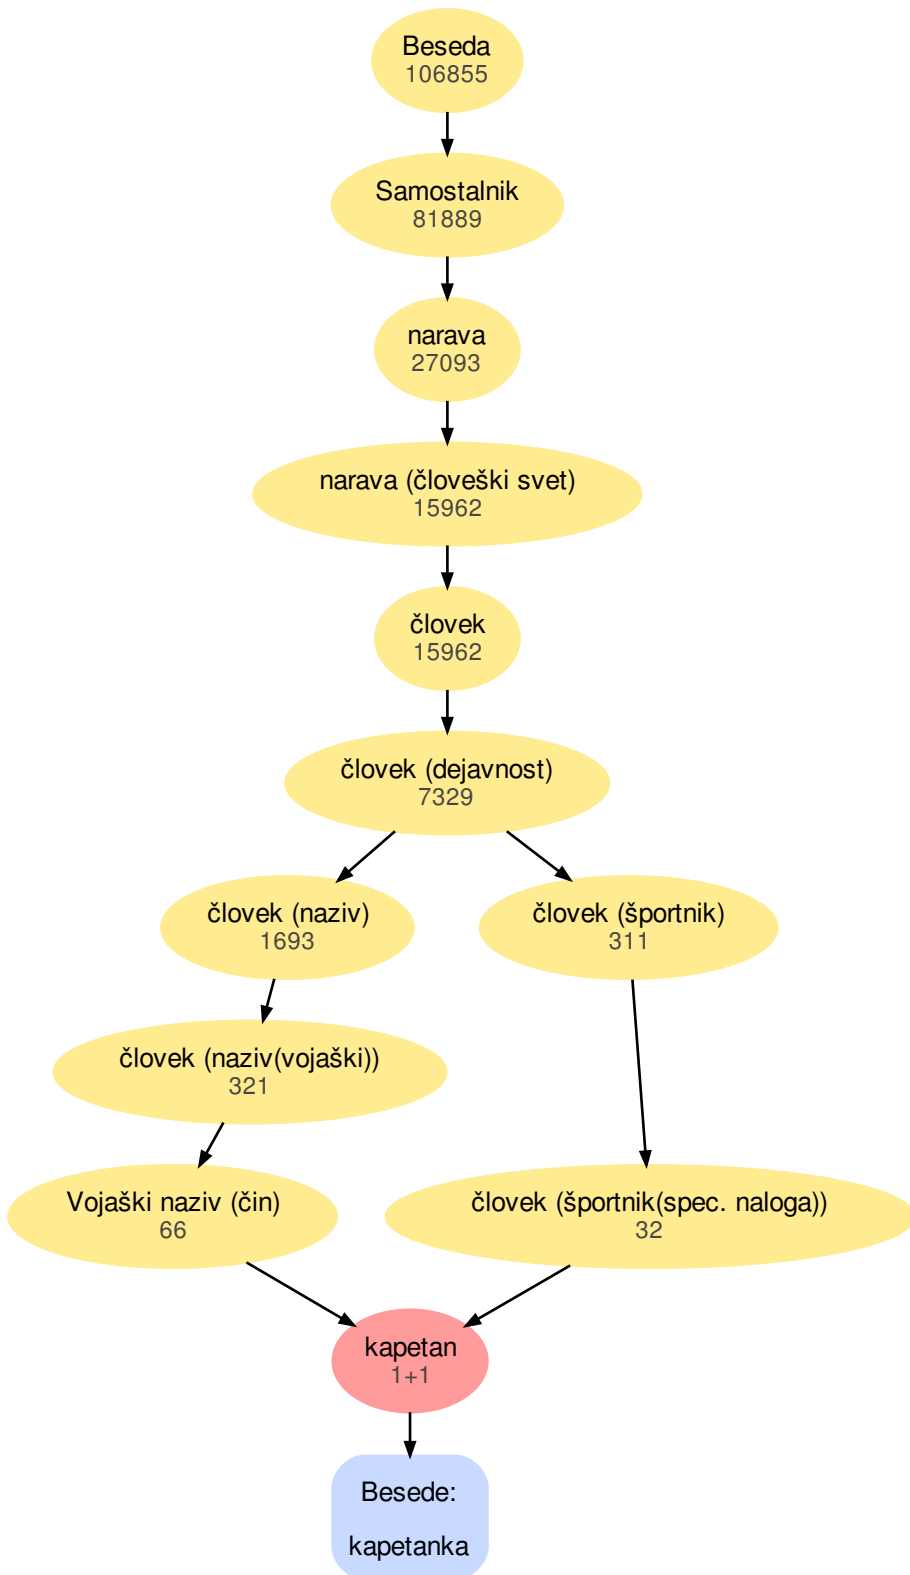 Beseda
106855
Samostalnik
81889
narava
27093
narava (človeški svet)
15962
človek
15962
človek (dejavnost)
7329
človek (naziv)
1693
človek (športnik)
311
človek (naziv(vojaški))
321
Vojaški naziv (čin)
66
človek (športnik(spec. naloga))
32
kapetan
1+1
Besede:
kapetanka